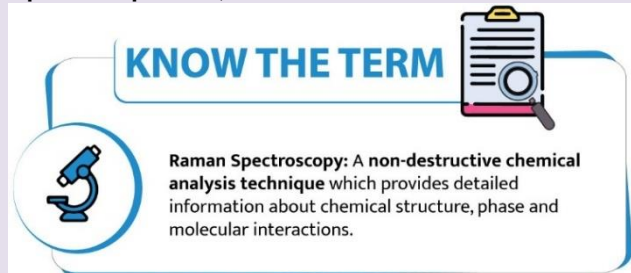 KNOW THE TERM
Raman Spectroscopy: A non-destructive chemical
analysis technique which provides detailed
information about chemical structure, phase and
molecular interactions.